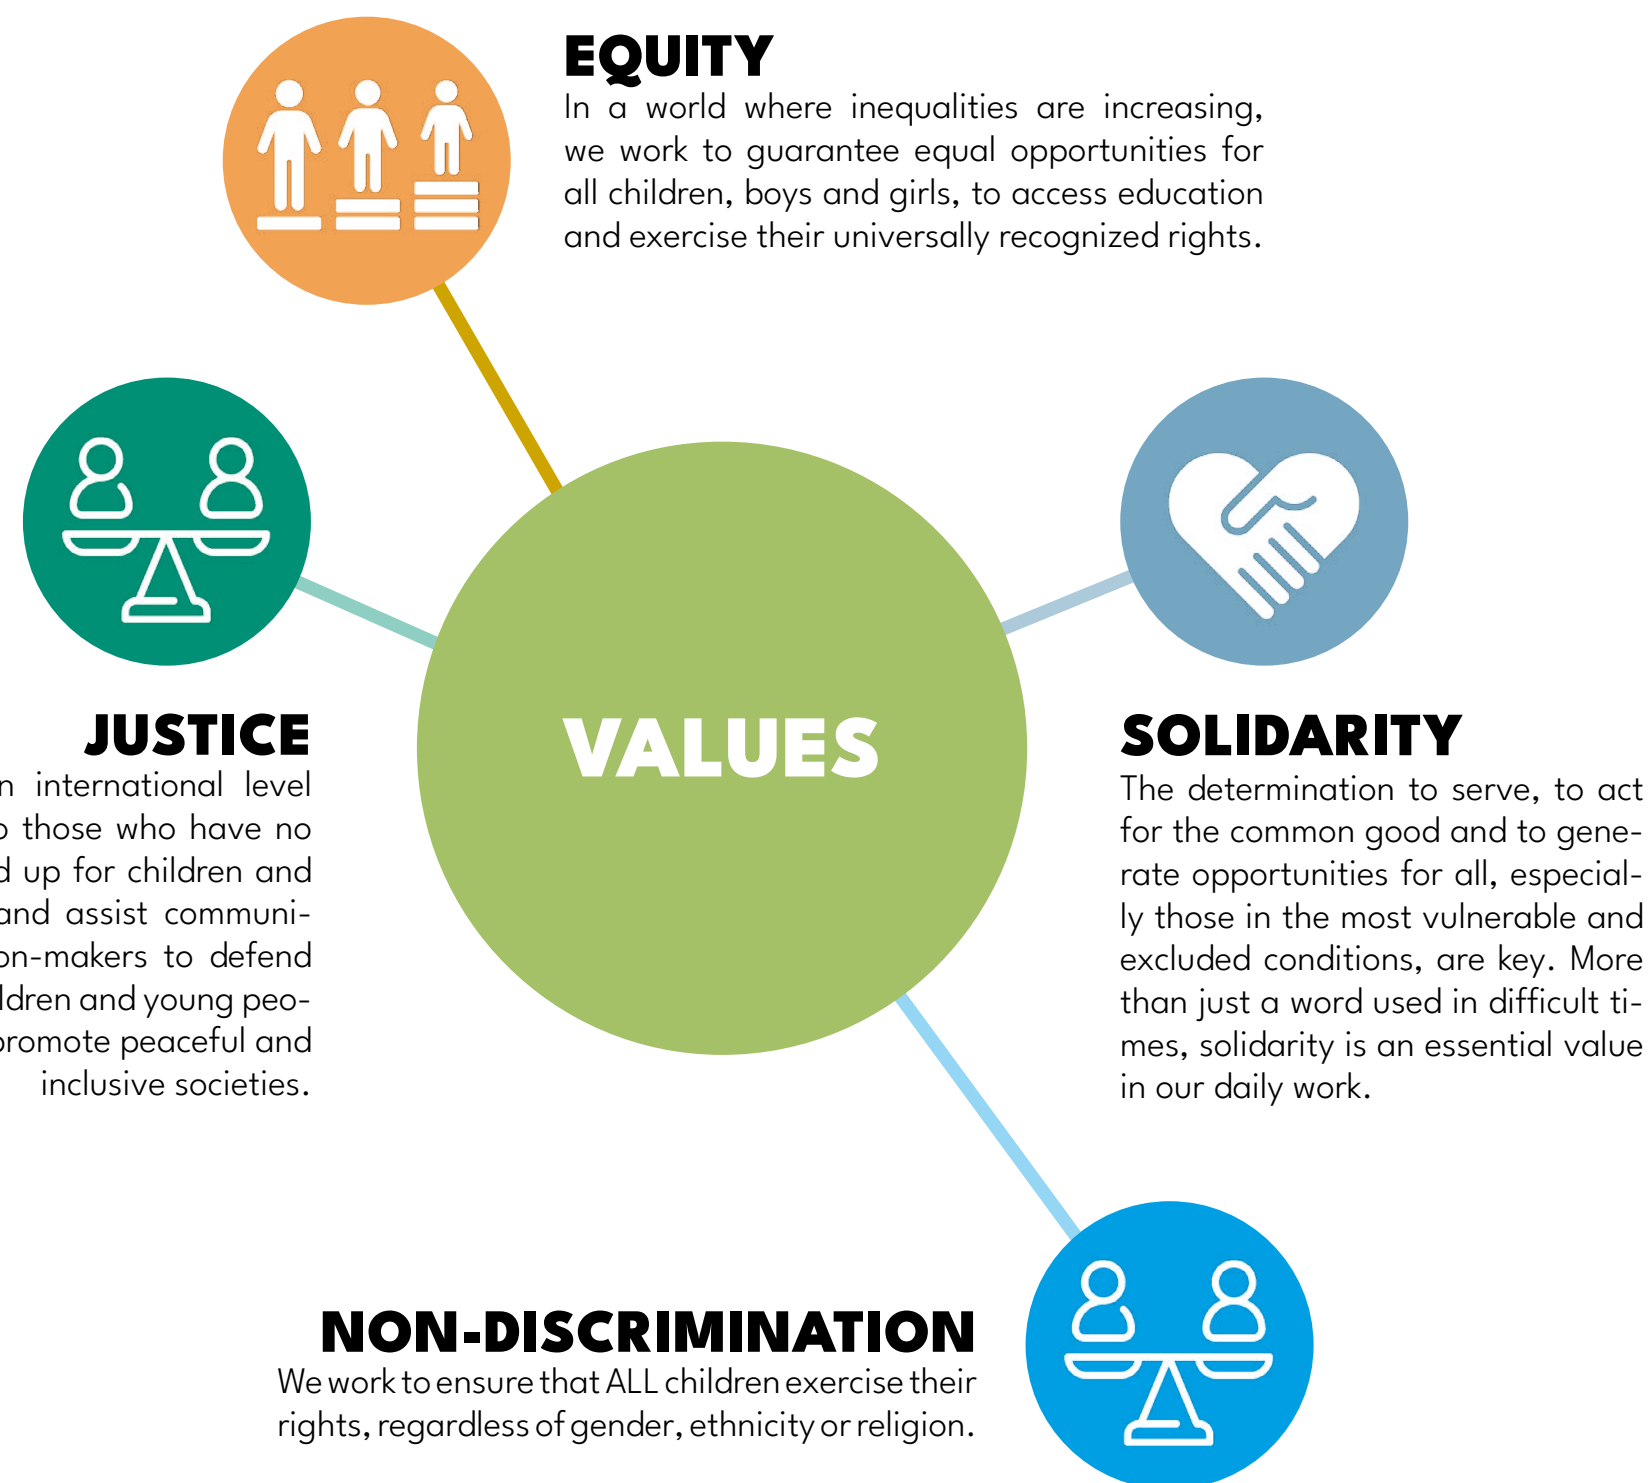 EQUITY
In a world where inequalities are increasing,
we work to guarantee equal opportunities for
all children, boys and girls, to access education
and exercise their universally recognized rights.
VALUES
JUSTICE
international level
those who have no
up for children and
and assist communi-
on-makers to defend
ldren and young peo-
promote peaceful and
inclusive societies.
SOLIDARITY
The determination to serve, to act
for the common good and to gene-
rate opportunities for all, especial-
ly those in the most vulnerable and
excluded conditions, are key. More
than just a word used in difficult ti-
mes, solidarity is an essential value
in our daily work.
NON-DISCRIMINATION
We work to ensure that ALL children exercise their
rights, regardless of gender, ethnicity or religion.